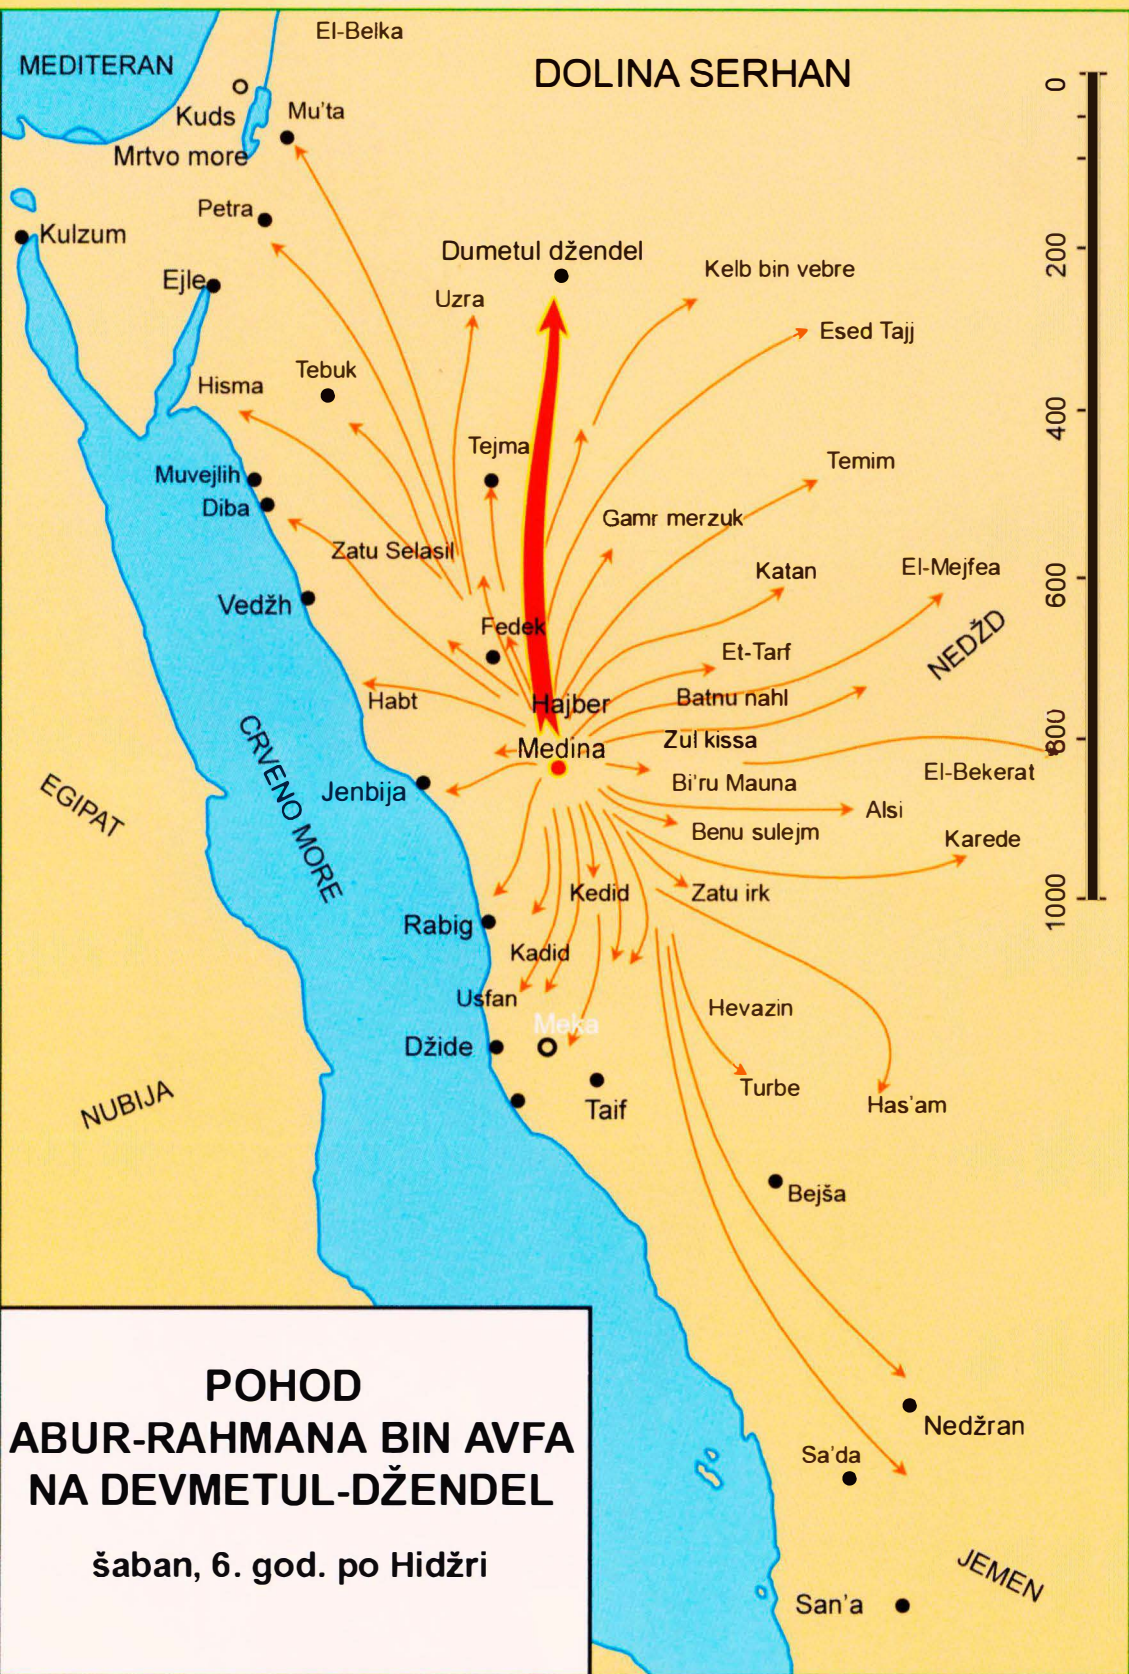 El-Belka
MEDITERAN
DOLINA SERHAN
0
Kuds
Mu'ta
Mrtvo more
Petra
Kulzum
Dumetul džendel
200
Kelb bin vebre
Ejle
Uzra
Esed Tajj
Tebuk
Hisma
400
Tejma
Temim
Muvejlih
Diba
Gamr merzuk
Zatu Selasil
Katan
El-Mejfea
600
Vedžh
Fedek
NEDŽD
Et-Tarf
Habt
Hajber
Batnu nahl
CRVENO MORE
Medina
Zul kissa
800
El-Bekerat
Bi'ru Mauna
Jenbija
EGIPAT
Alsi
Benu sulejm
Karede
Kedid
Zatu irk
1000
Rabig
Kadid
Usfan
Hevazin
Meka
Džide
Turbe
NUBIJA
Taif
Has'am
Bejša
POHOD
ABUR-RAHMANA BIN AVFA
NA DEVMETUL-DŽENDEL
šaban, 6. god. po Hidžri
Nedžran
Sa'da
JEMEN
San'a